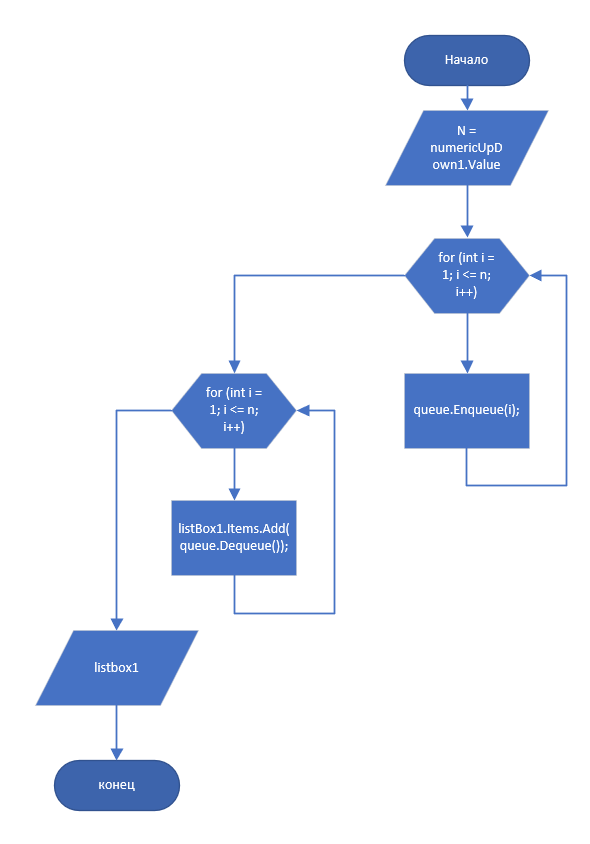 Начало
N =
numericUpD
own1.Value
for (int i =
1; i <= n;
i++)
queue.Enqueue(i);
for (int i =
1; i <= n;
i++)
listBox1.Items.Add(
queue.Dequeue());
listbox1
конец